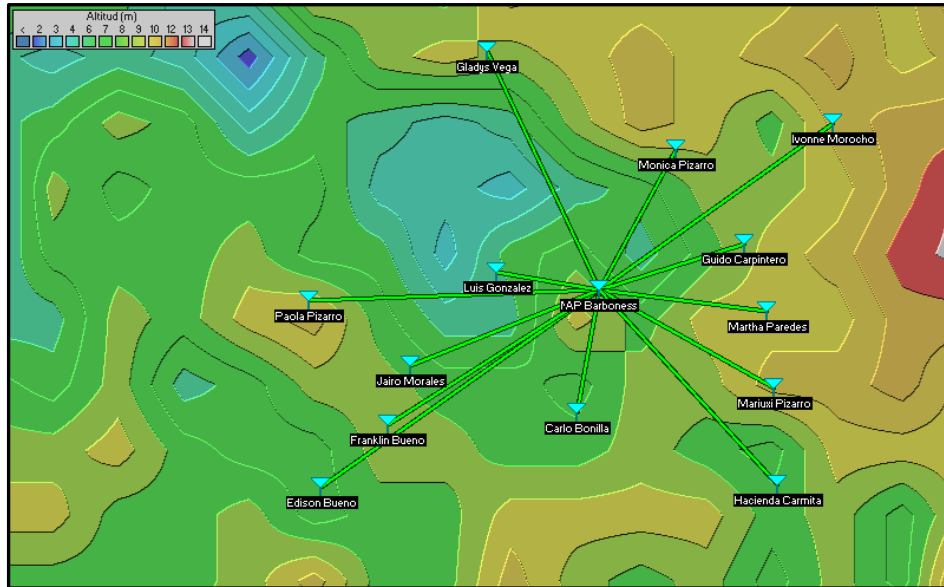 Altitud (m)
< 2 3 4 6 7 8 9 10 12 13 14
Gladys Vega
Ivonne Morocho
Monica Pizarro
Guido Carpintero
Luis Gonzalez
MAP Barboness
Paola Pizarro
Martha Paredes
Jairo Morales
Mariuxi Pizarro
Carlo Bonilla
Franklin Bueno
Edison Bueno
Hacienda Carmita